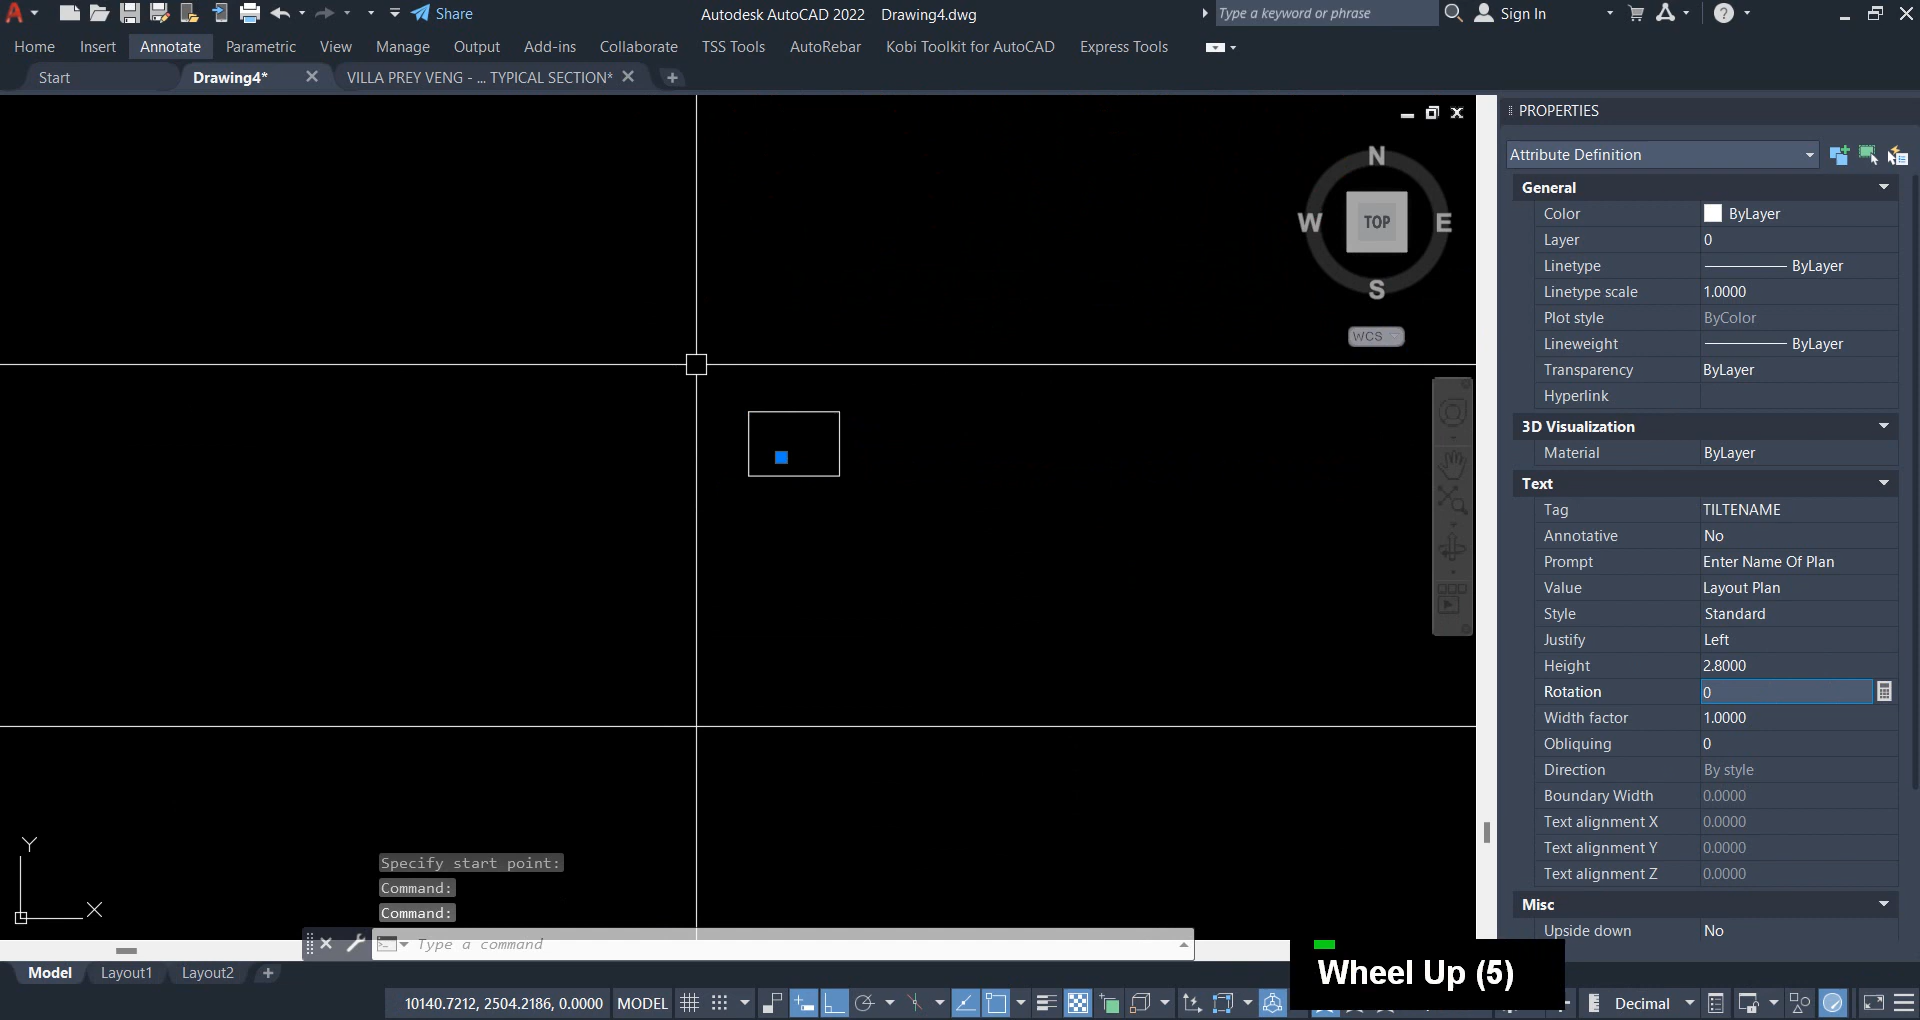 Share
Autodesk AutoCAD 2022 Drawing4.dwg
Type a keyword or phrase
Sign In
Home Insert Annotate Parametric View Manage Output Add-ins Collaborate TSS Tools AutoRebar Kobi Toolkit for AutoCAD Express Tools
Start Drawing4* VILLA PREY VENG - ... TYPICAL SECTION*
PROPERTIES
Attribute Definition
General
Color ByLayer
Layer 0
Linetype ByLayer
Linetype scale 1.0000
Plot style ByColor
Lineweight ByLayer
Transparency ByLayer
Hyperlink
3D Visualization
Material ByLayer
Text
Tag TILTENAME
Annotative No
Prompt Enter Name Of Plan
Value Layout Plan
Style Standard
Justify Left
Height 2.8000
Rotation 0
Width factor 1.0000
Obliquing 0
Direction By style
Boundary Width 0.0000
Text alignment X 0.0000
Text alignment Y 0.0000
Text alignment Z 0.0000
Misc
Upside down No
N
W TOP E
S
WCS
Y
X
Specify start point:
Command:
Command:
Type a command
Wheel Up (5)
Model Layout1 Layout2
10140.7212, 2504.2186, 0.0000 MODEL
Decimal